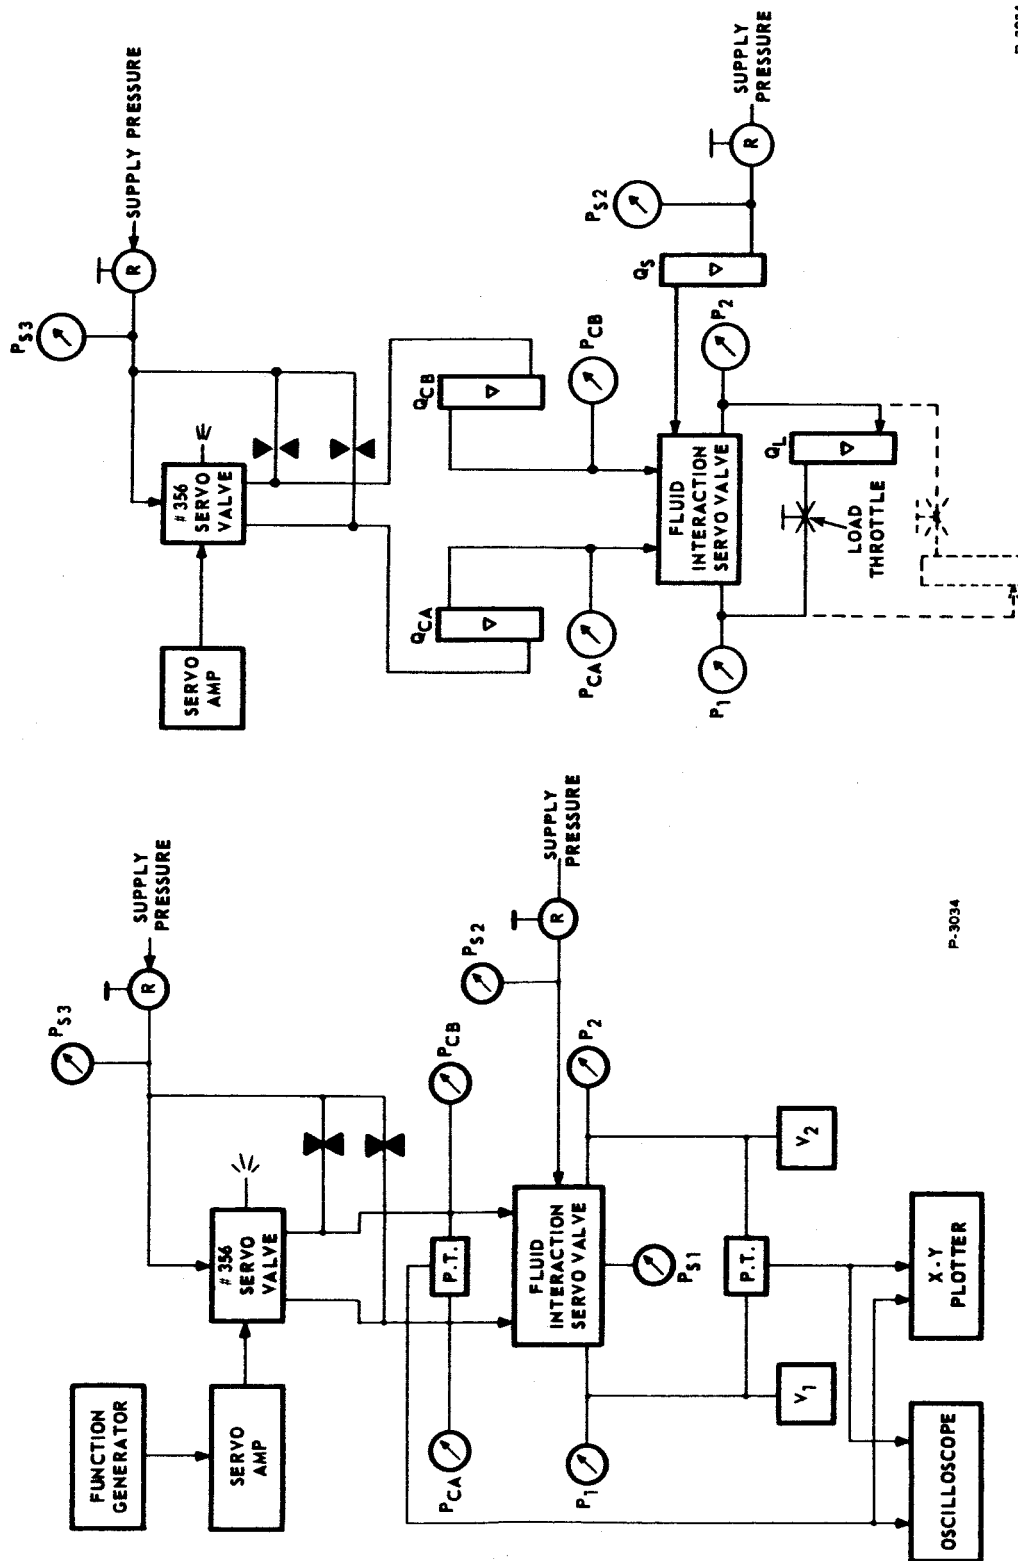 SUPPLY PRESSURE
P_S3
R
#356
SERVO
VALVE
SERVO
AMP
Q_CB
Q_CA
P_CB
P_CA
Q_S
P_S2
R
SUPPLY
PRESSURE
FLUID
INTERACTION
SERVO VALVE
P_2
P_1
Q_L
LOAD
THROTTLE
P_S3
R
SUPPLY
PRESSURE
#356
SERVO
VALVE
FUNCTION
GENERATOR
SERVO
AMP
P_CB
P_CA
P.T.
P_S2
R
SUPPLY
PRESSURE
FLUID
INTERACTION
SERVO VALVE
P_2
P_1
P_S1
P.T.
V_2
V_1
X-Y
PLOTTER
OSCILLOSCOPE
P-3034